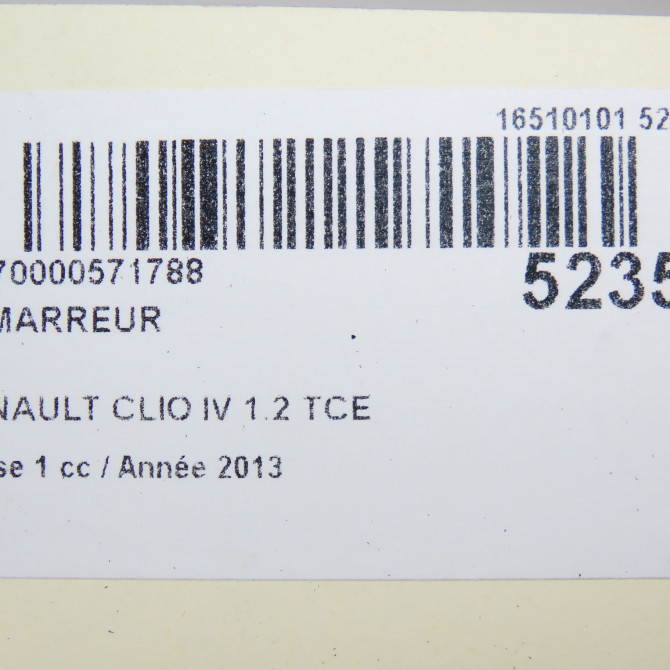 16510101 52
70000571788
5235
MARREUR
NAULT CLIO IV 1.2 TCE
se 1 cc / Année 2013